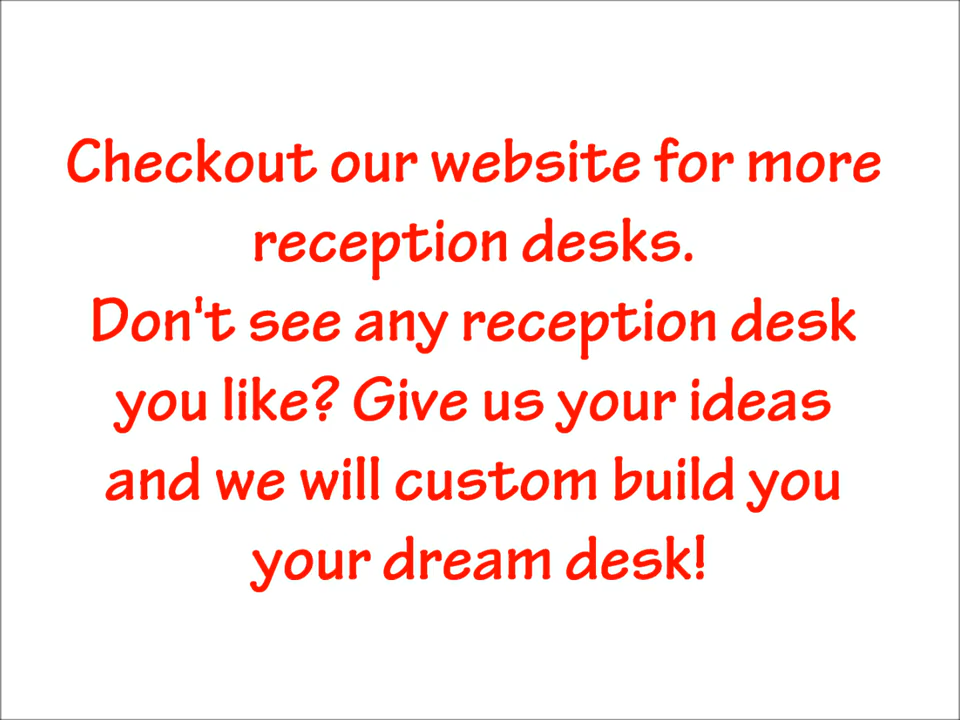 Checkout our website for more
reception desks.
Don't see any reception desk
you like? Give us your ideas
and we will custom build you
your dream desk!